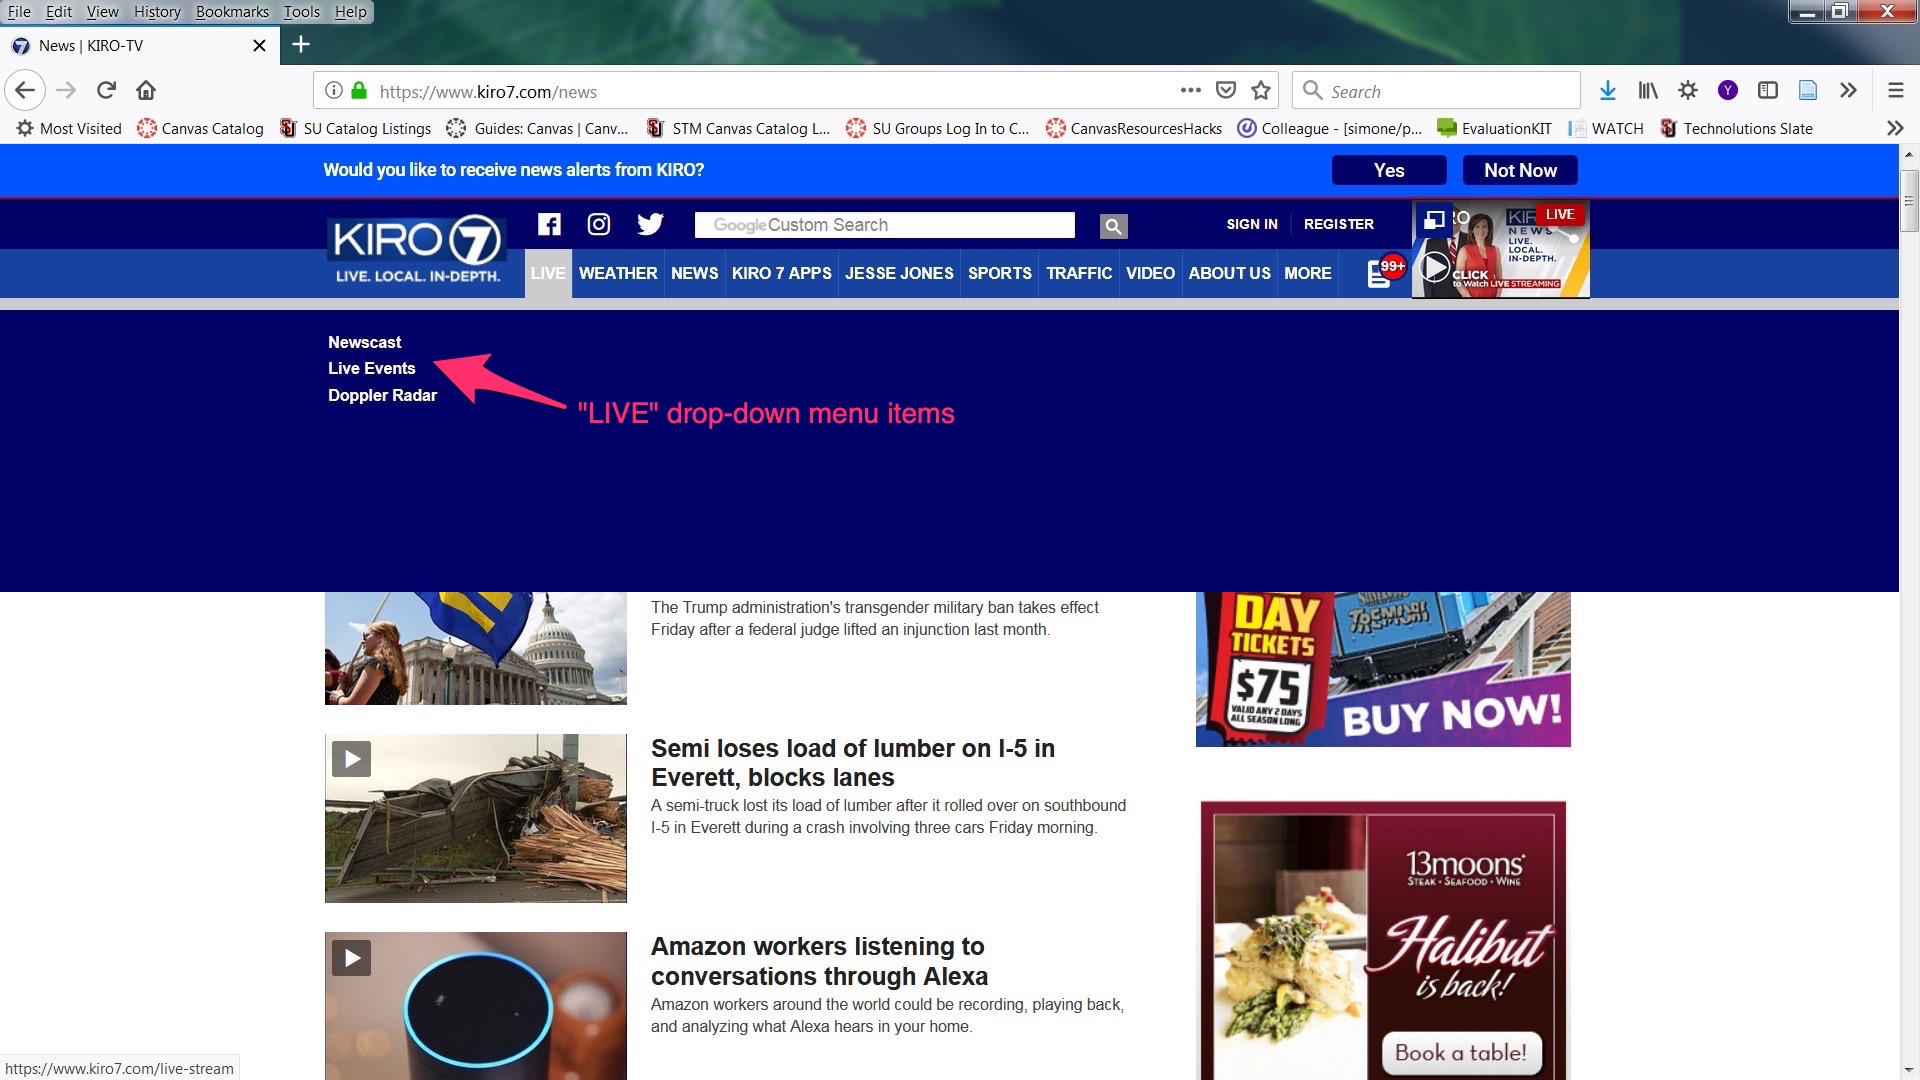 File Edit View History Bookmarks Tools Help
News | KIRO-TV
https://www.kiro7.com/news
Search
Most Visited Canvas Catalog SU Catalog Listings Guides: Canvas | Canv... STM Canvas Catalog L... SU Groups Log In to C... CanvasResourcesHacks Colleague - [simone/p... EvaluationKIT WATCH Technolutions Slate
Would you like to receive news alerts from KIRO?
Yes
Not Now
KIRO 7
LIVE. LOCAL. IN-DEPTH.
Google Custom Search
SIGN IN
REGISTER
LIVE
NEWS
LIVE.
LOCAL.
IN-DEPTH.
CLICK
to Watch LIVE STREAMING
LIVE WEATHER NEWS KIRO 7 APPS JESSE JONES SPORTS TRAFFIC VIDEO ABOUT US MORE
99+
Newscast
Live Events
Doppler Radar
"LIVE" drop-down menu items
The Trump administration's transgender military ban takes effect
Friday after a federal judge lifted an injunction last month.
DAY
TICKETS
$75
VALID ANY 2 DAYS
ALL SEASON LONG
TREMORS
BUY NOW!
Semi loses load of lumber on I-5 in
Everett, blocks lanes
A semi-truck lost its load of lumber after it rolled over on southbound
I-5 in Everett during a crash involving three cars Friday morning.
Amazon workers listening to
conversations through Alexa
Amazon workers around the world could be recording, playing back,
and analyzing what Alexa hears in your home.
13moons
STEAK • SEAFOOD • WINE
Halibut
is back!
Book a table!
https://www.kiro7.com/live-stream